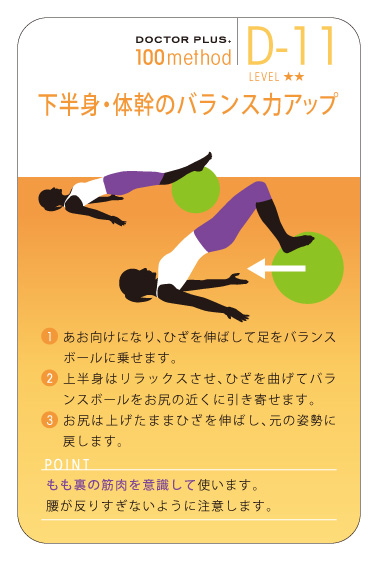 DOCTOR PLUS.
100method
D-11
LEVEL ★★
下半身・体幹のバランス力アップ
1 あお向けになり、ひざを伸ばして足をバランス
ボールに乗せます。
2 上半身はリラックスさせ、ひざを曲げてバラ
ンスボールをお尻の近くに引き寄せます。
3 お尻は上げたままひざを伸ばし、元の姿勢に
戻します。
POINT
もも裏の筋肉を意識して使います。
腰が反りすぎないように注意します。